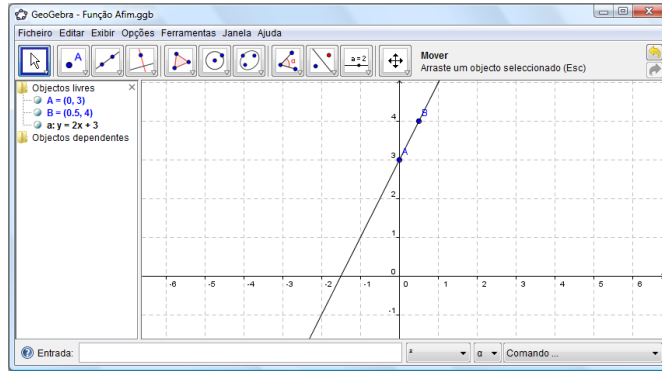 GeoGebra - Função Afim.ggb
Ficheiro Editar Exibir Opções Ferramentas Janela Ajuda
A
α
a=2
Mover
Arraste um objecto seleccionado (Esc)
Objectos livres
A = (0, 3)
B = (0.5, 4)
a: y = 2x + 3
Objectos dependentes
4
B
3
A
2
1
0
-6 -5 -4 -3 -2 -1 0 1 2 3 4 5 6
-1
Entrada:
²
α
Comando ...